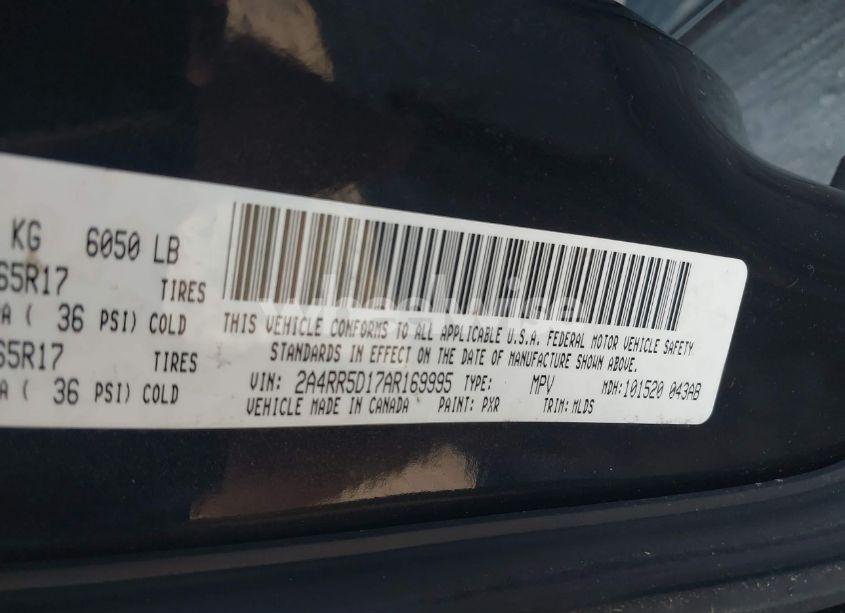 KG 6050 LB
65R17 TIRES
A ( 36 PSI) COLD
65R17 TIRES
A ( 36 PSI) COLD
wheelwise
THIS VEHICLE CONFORMS TO ALL APPLICABLE U.S.A. FEDERAL MOTOR VEHICLE SAFETY
STANDARDS IN EFFECT ON THE DATE OF MANUFACTURE SHOWN ABOVE.
VIN: 2A4RR5D17AR169995 TYPE: MPV MDH: 101520 043AB
VEHICLE MADE IN CANADA PAINT: PXR TRIM: MLDS